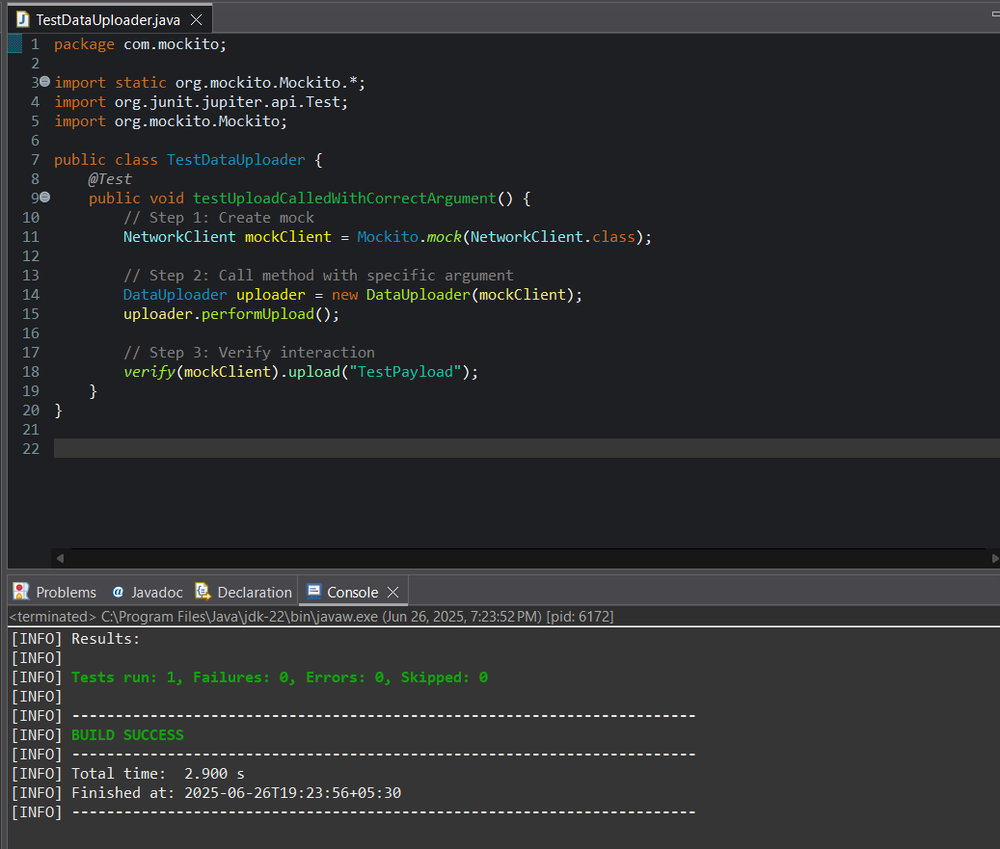 TestDataUploader.java
1 package com.mockito;
2
3 import static org.mockito.Mockito.*;
4 import org.junit.jupiter.api.Test;
5 import org.mockito.Mockito;
6
7 public class TestDataUploader {
8     @Test
9     public void testUploadCalledWithCorrectArgument() {
10         // Step 1: Create mock
11         NetworkClient mockClient = Mockito.mock(NetworkClient.class);
12
13         // Step 2: Call method with specific argument
14         DataUploader uploader = new DataUploader(mockClient);
15         uploader.performUpload();
16
17         // Step 3: Verify interaction
18         verify(mockClient).upload("TestPayload");
19     }
20 }
21
22
Problems @ Javadoc Declaration Console
<terminated> C:\Program Files\Java\jdk-22\bin\javaw.exe (Jun 26, 2025, 7:23:52 PM) [pid: 6172]
[INFO] Results:
[INFO]
[INFO] Tests run: 1, Failures: 0, Errors: 0, Skipped: 0
[INFO]
[INFO] ------------------------------------------------------------------------
[INFO] BUILD SUCCESS
[INFO] ------------------------------------------------------------------------
[INFO] Total time:  2.900 s
[INFO] Finished at: 2025-06-26T19:23:56+05:30
[INFO] ------------------------------------------------------------------------